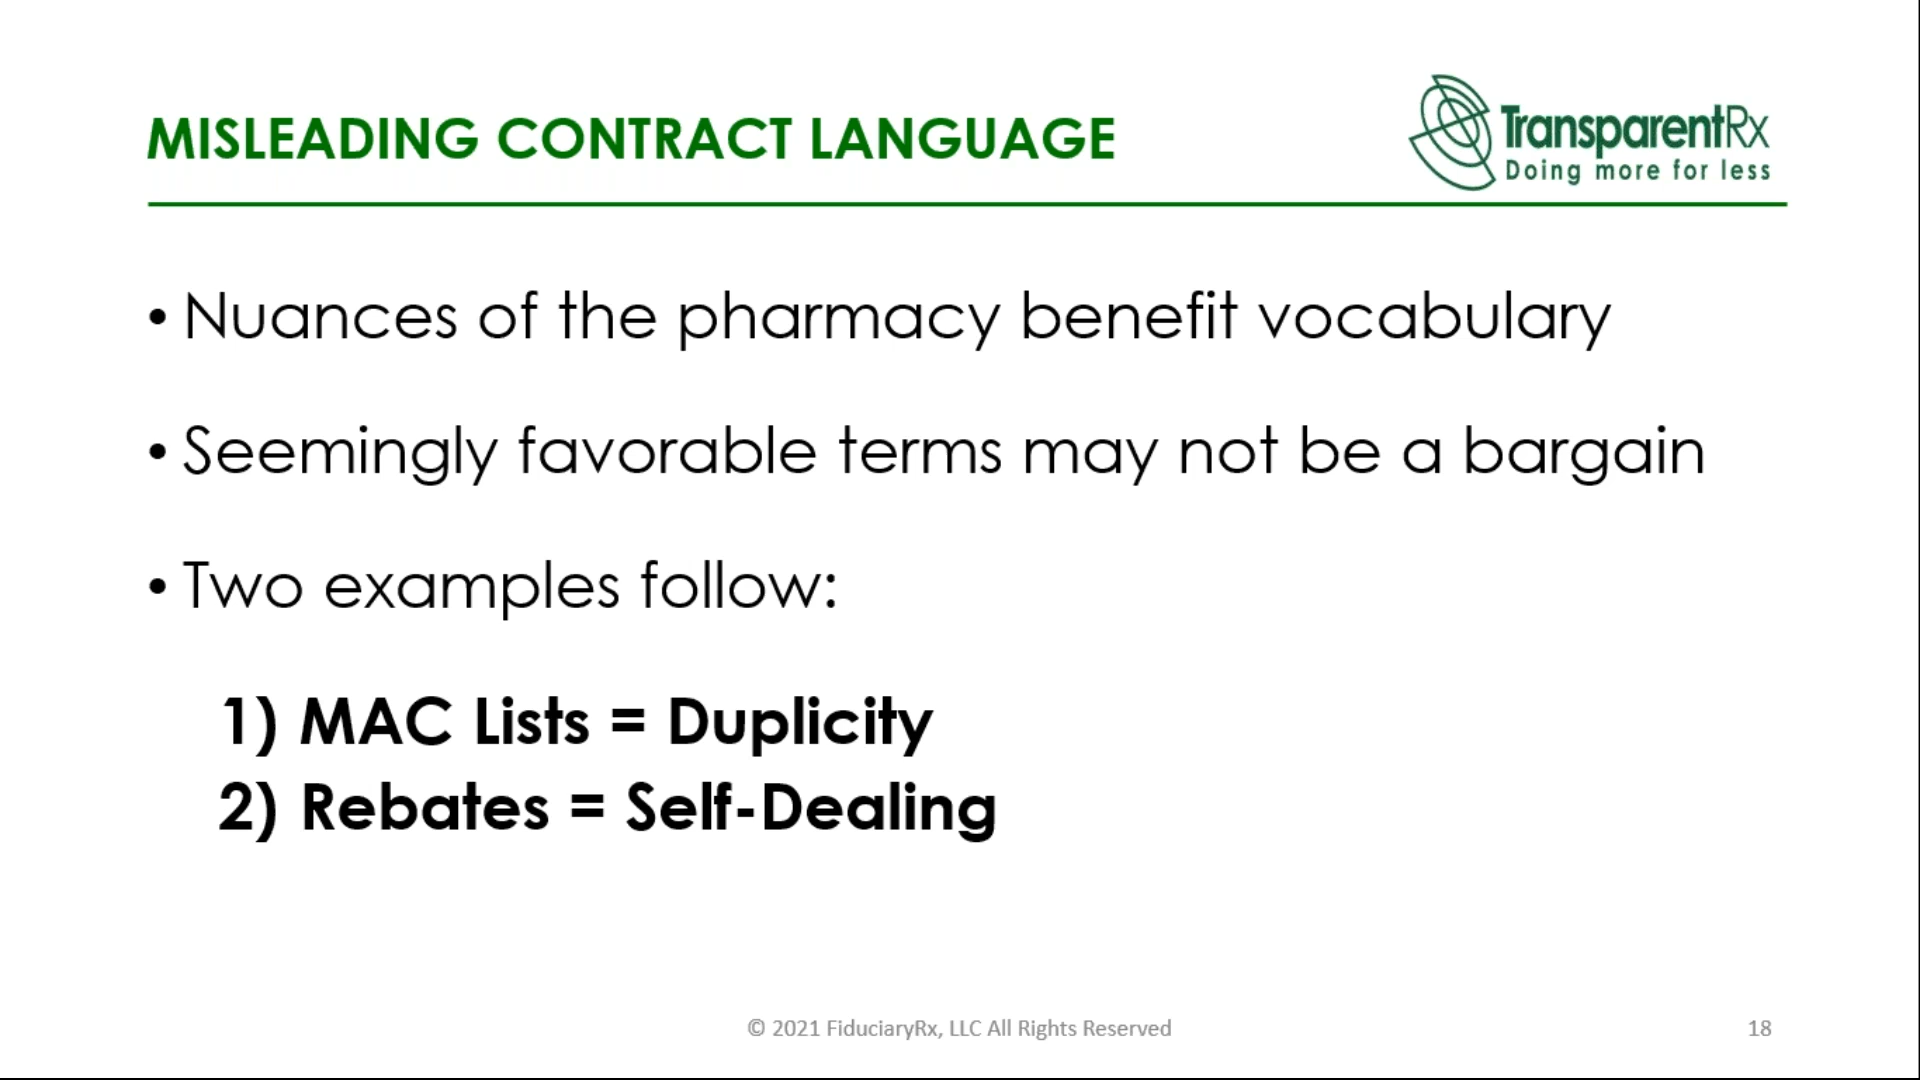 MISLEADING CONTRACT LANGUAGE
TransparentRx
Doing more for less
• Nuances of the pharmacy benefit vocabulary
• Seemingly favorable terms may not be a bargain
• Two examples follow:
1) MAC Lists = Duplicity
2) Rebates = Self-Dealing
© 2021 FiduciaryRx, LLC All Rights Reserved
18